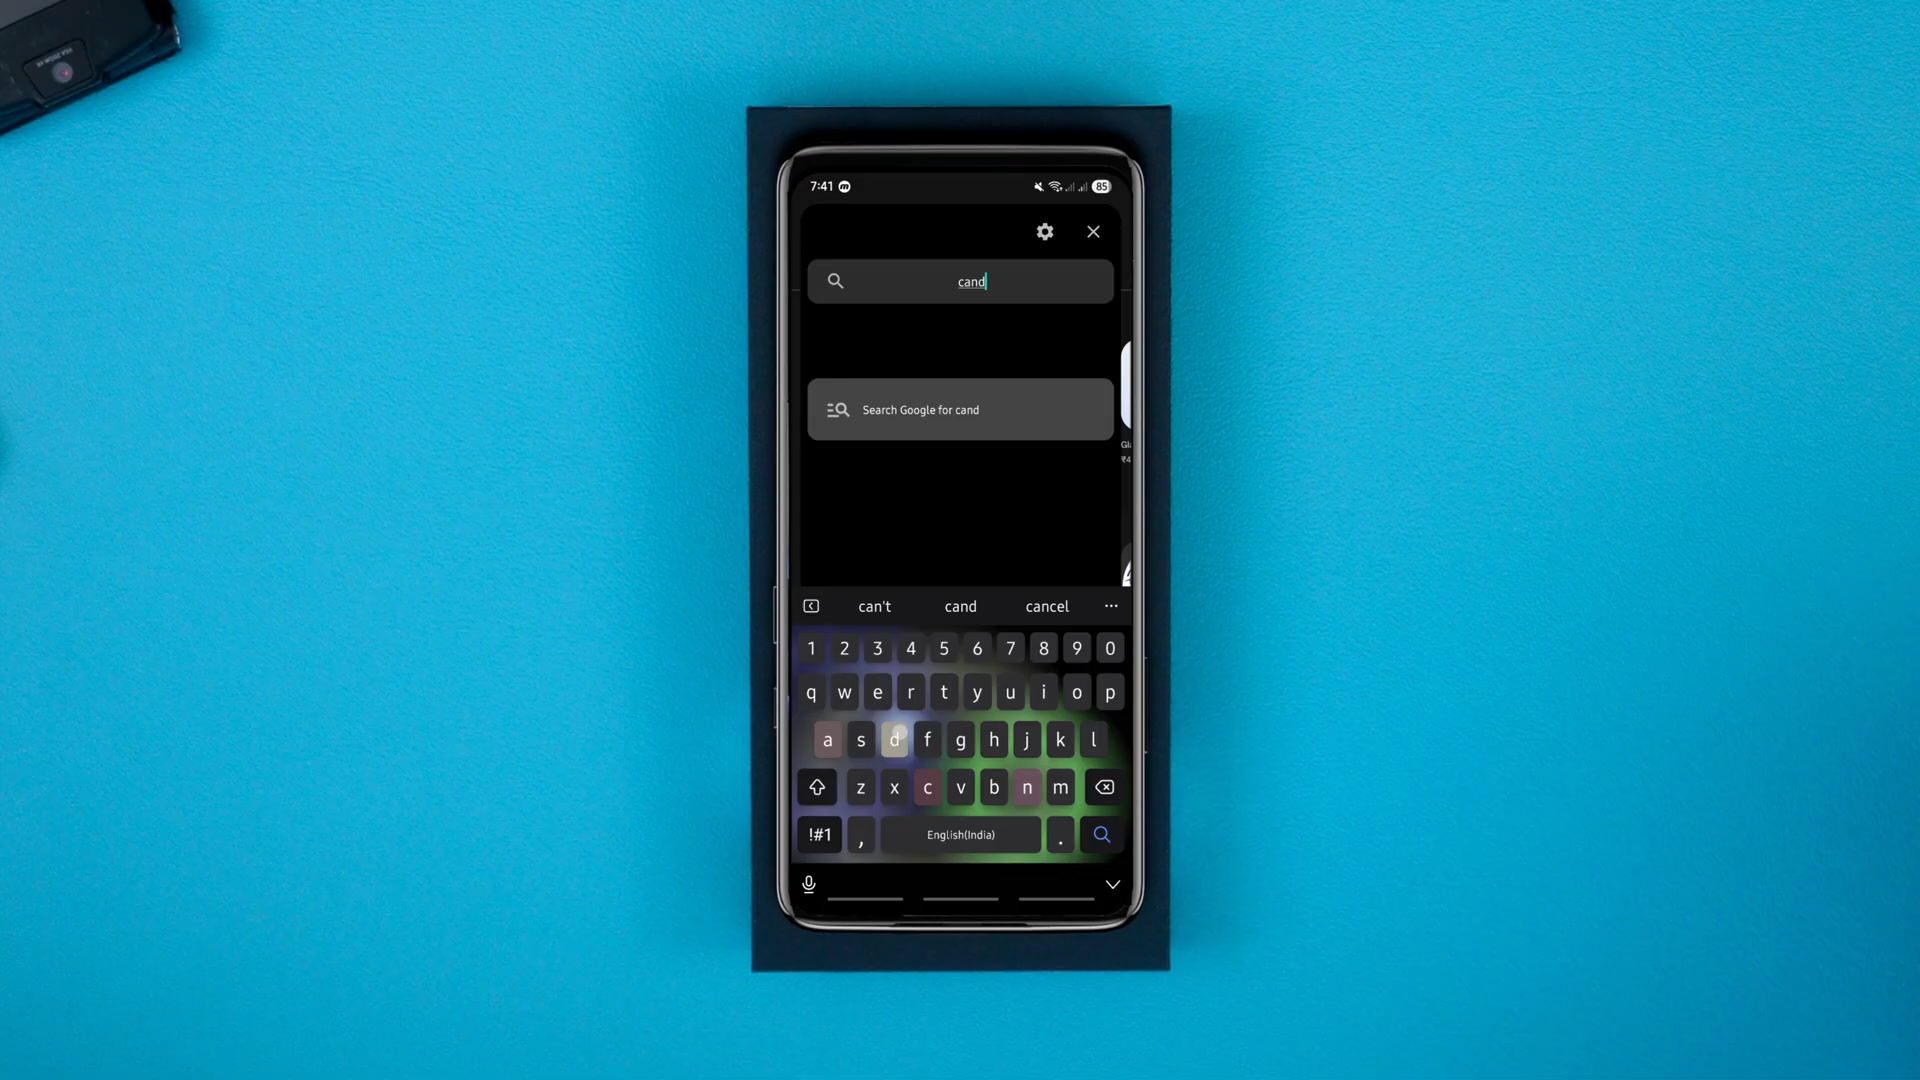 7:41
85
cand
Search Google for cand
₹4
can't cand cancel
1 2 3 4 5 6 7 8 9 0
q w e r t y u i o p
a s d f g h j k l
z x c v b n m
!#1 , English(India) .